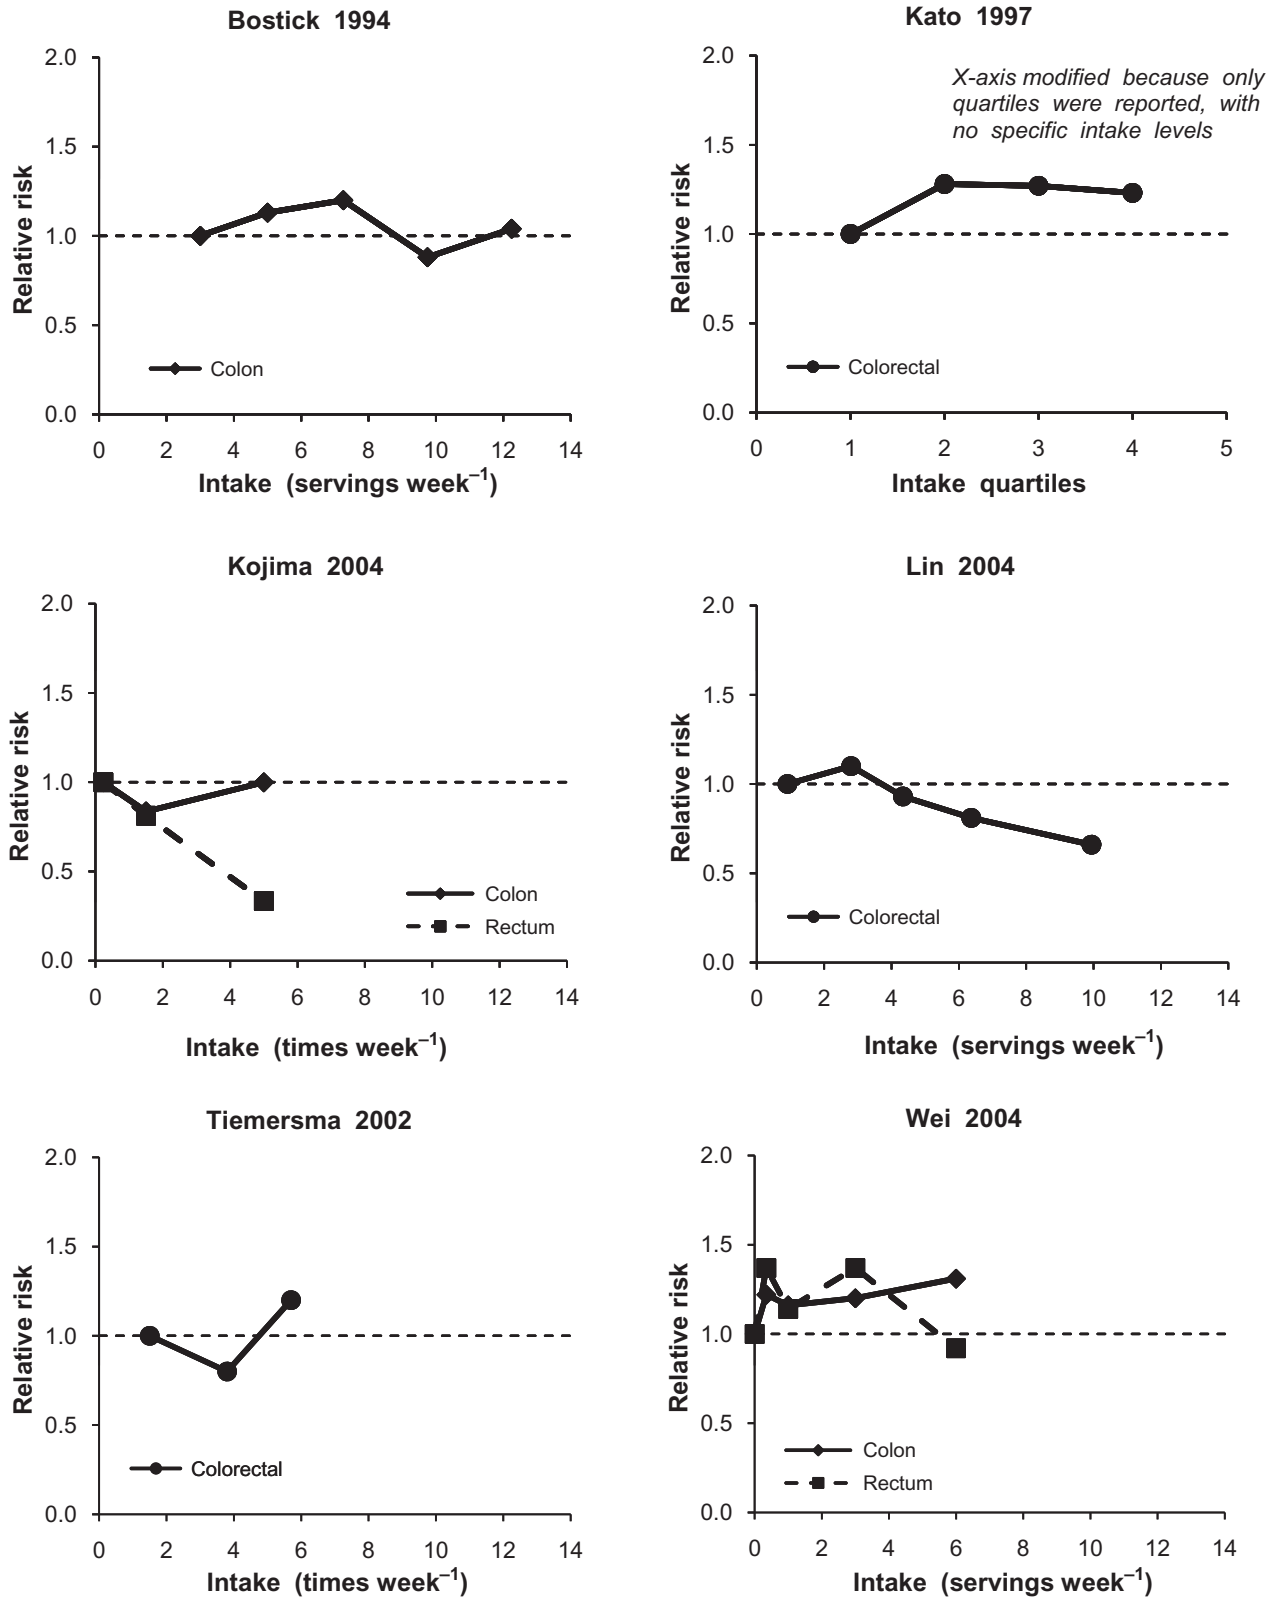 Bostick 1994
2.0
1.5
1.0
0.5
0.0
Relative risk
Colon
0 2 4 6 8 10 12 14
Intake (servings week⁻¹)
Kato 1997
X-axis modified because only
quartiles were reported, with
no specific intake levels
2.0
1.5
1.0
0.5
0.0
Relative risk
Colorectal
0 1 2 3 4 5
Intake quartiles
Kojima 2004
2.0
1.5
1.0
0.5
0.0
Relative risk
Colon
Rectum
0 2 4 6 8 10 12 14
Intake (times week⁻¹)
Lin 2004
2.0
1.5
1.0
0.5
0.0
Relative risk
Colorectal
0 2 4 6 8 10 12 14
Intake (servings week⁻¹)
Tiemersma 2002
2.0
1.5
1.0
0.5
0.0
Relative risk
Colorectal
0 2 4 6 8 10 12 14
Intake (times week⁻¹)
Wei 2004
2.0
1.5
1.0
0.5
0.0
Relative risk
Colon
Rectum
0 2 4 6 8 10 12 14
Intake (servings week⁻¹)